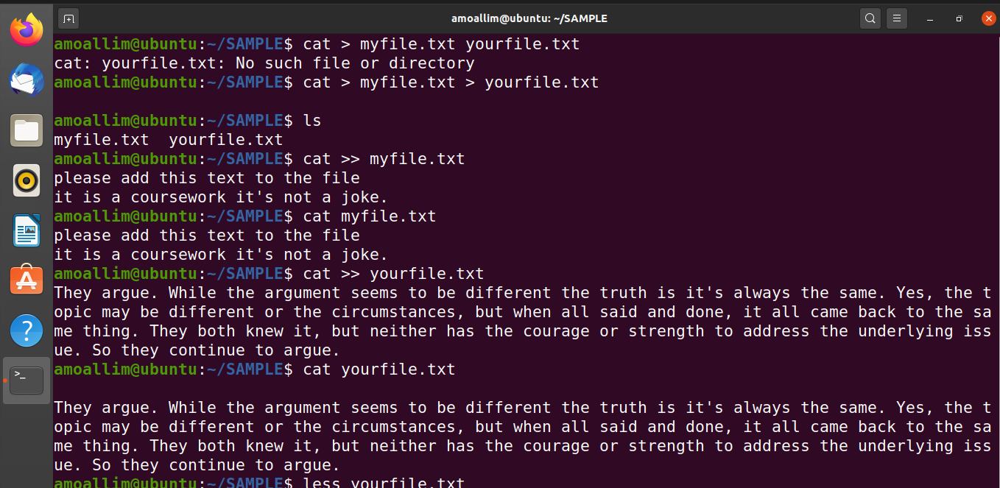 amoallim@ubuntu: ~/SAMPLE
amoallim@ubuntu:~/SAMPLE$ cat > myfile.txt yourfile.txt
cat: yourfile.txt: No such file or directory
amoallim@ubuntu:~/SAMPLE$ cat > myfile.txt > yourfile.txt
amoallim@ubuntu:~/SAMPLE$ ls
myfile.txt  yourfile.txt
amoallim@ubuntu:~/SAMPLE$ cat >> myfile.txt
please add this text to the file
it is a coursework it's not a joke.
amoallim@ubuntu:~/SAMPLE$ cat myfile.txt
please add this text to the file
it is a coursework it's not a joke.
amoallim@ubuntu:~/SAMPLE$ cat >> yourfile.txt
They argue. While the argument seems to be different the truth is it's always the same. Yes, the t
opic may be different or the circumstances, but when all said and done, it all came back to the sa
me thing. They both knew it, but neither has the courage or strength to address the underlying iss
ue. So they continue to argue.
amoallim@ubuntu:~/SAMPLE$ cat yourfile.txt
They argue. While the argument seems to be different the truth is it's always the same. Yes, the t
opic may be different or the circumstances, but when all said and done, it all came back to the sa
me thing. They both knew it, but neither has the courage or strength to address the underlying iss
ue. So they continue to argue.
amoallim@ubuntu:~/SAMPLE$ less yourfile.txt